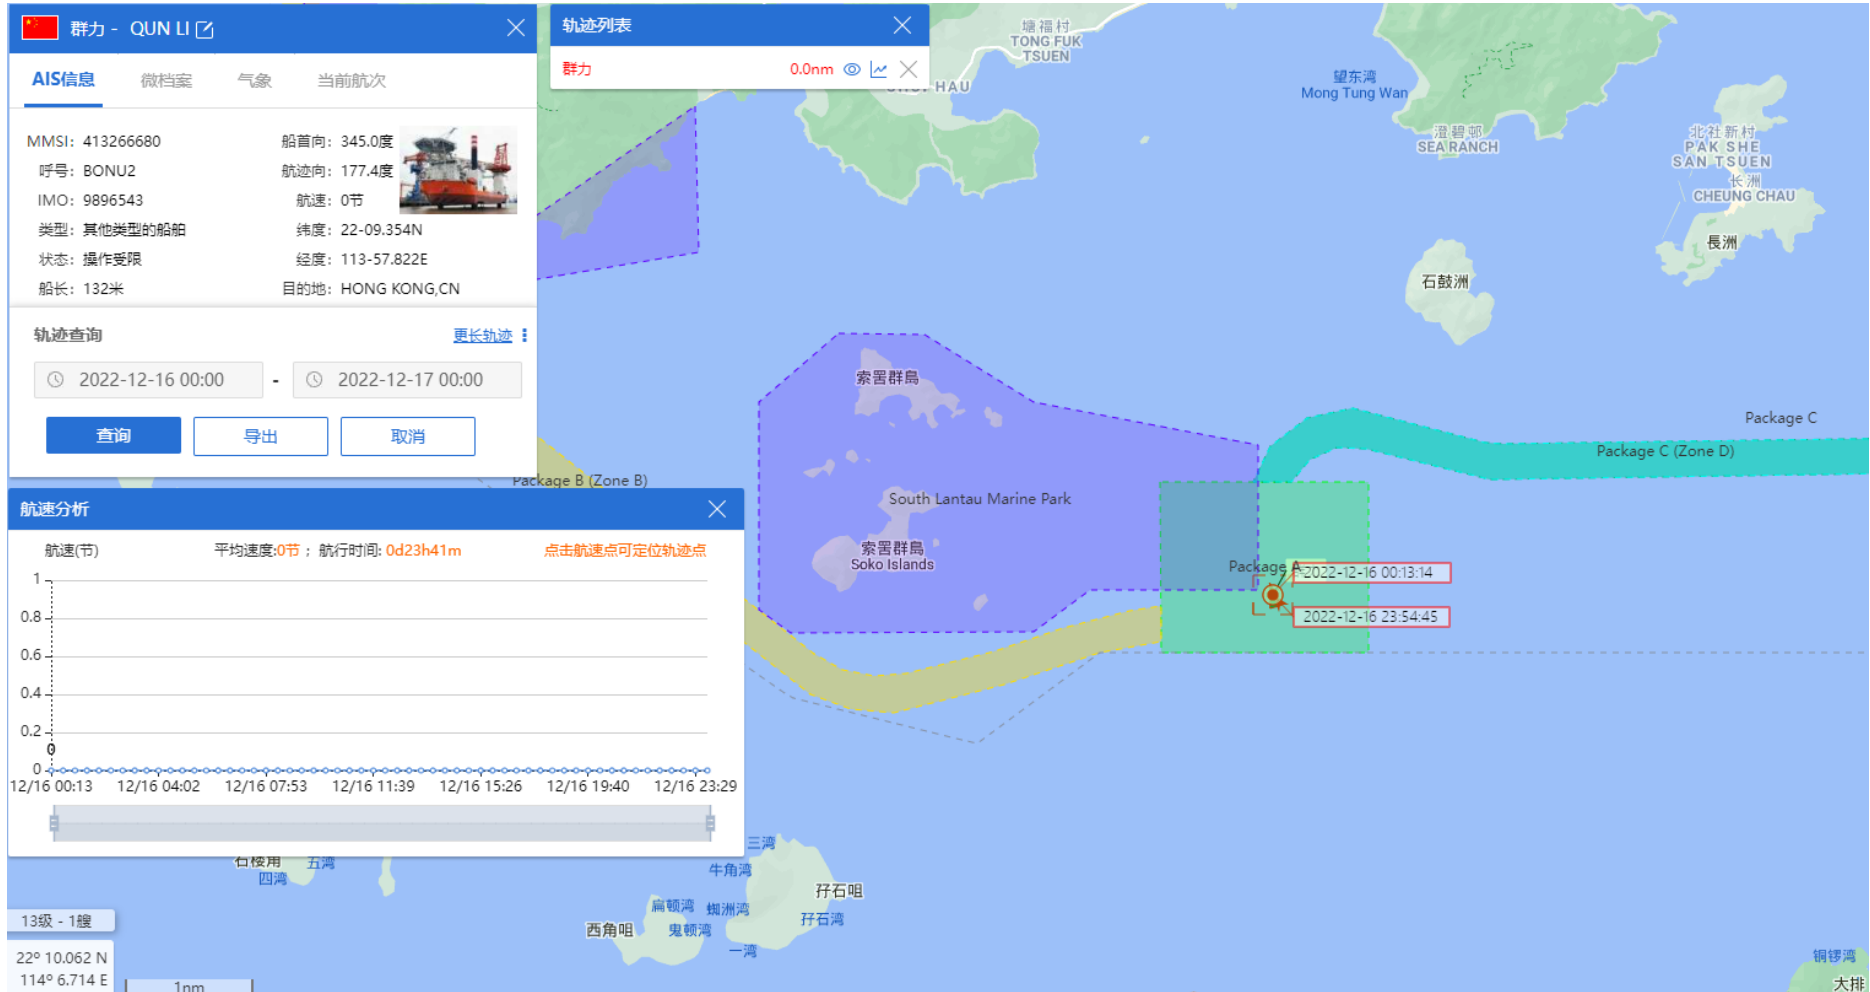 群力 - QUN LI
AIS信息
微档案
气象
当前航次
MMSI: 413266680
船首向: 345.0度
呼号: BONU2
航迹向: 177.4度
IMO: 9896543
航速: 0节
类型: 其他类型的船舶
纬度: 22-09.354N
状态: 操作受限
经度: 113-57.822E
船长: 132米
目的地: HONG KONG,CN
轨迹查询
更长轨迹
2022-12-16 00:00 - 2022-12-17 00:00
查询
导出
取消
轨迹列表
群力
0.0nm
航速分析
航速(节)
平均速度:0节 ; 航行时间: 0d23h41m
点击航速点可定位轨迹点
1
0.8
0.6
0.4
0.2
0
0
12/16 00:13
12/16 04:02
12/16 07:53
12/16 11:39
12/16 15:26
12/16 19:40
12/16 23:29
塘福村
TONG FUK
TSUEN
HAU
望东湾
Mong Tung Wan
澄碧邨
SEA RANCH
北社新村
PAK SHE
SAN TSUEN
长洲
CHEUNG CHAU
長洲
石鼓洲
索罟群島
South Lantau Marine Park
索罟群島
Soko Islands
Package B (Zone B)
Package C
Package C (Zone D)
Package A
2022-12-16 00:13:14
2022-12-16 23:54:45
石楼角
五湾
四湾
三湾
牛角湾
孖石咀
扁顿湾
蜘洲湾
孖石湾
西角咀
鬼顿湾
一湾
铜锣湾
大排
13级 - 1艘
22º 10.062 N
114º 6.714 E
1nm